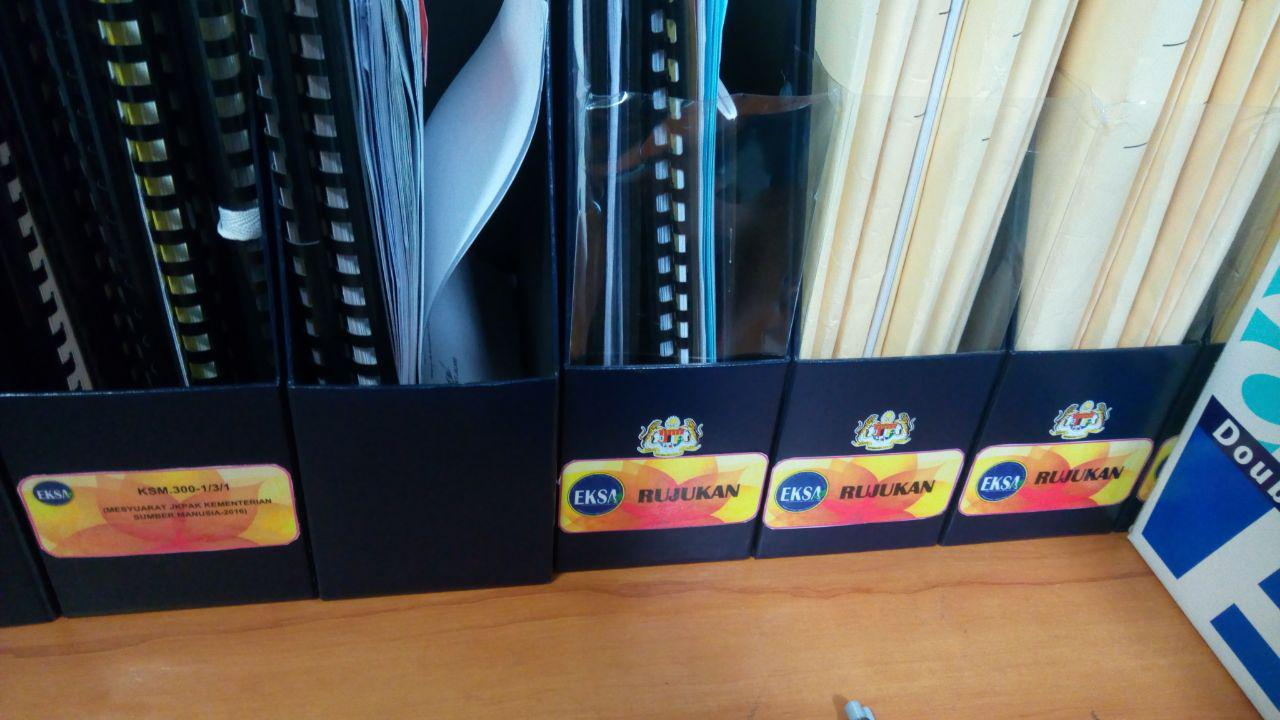 EKSA
KSM.300-1/3/1
(MESYUARAT JKPAK KEMENTERIAN
SUMBER MANUSIA-2016)
EKSA RUJUKAN
EKSA RUJUKAN
EKSA RUJUKAN
Doub